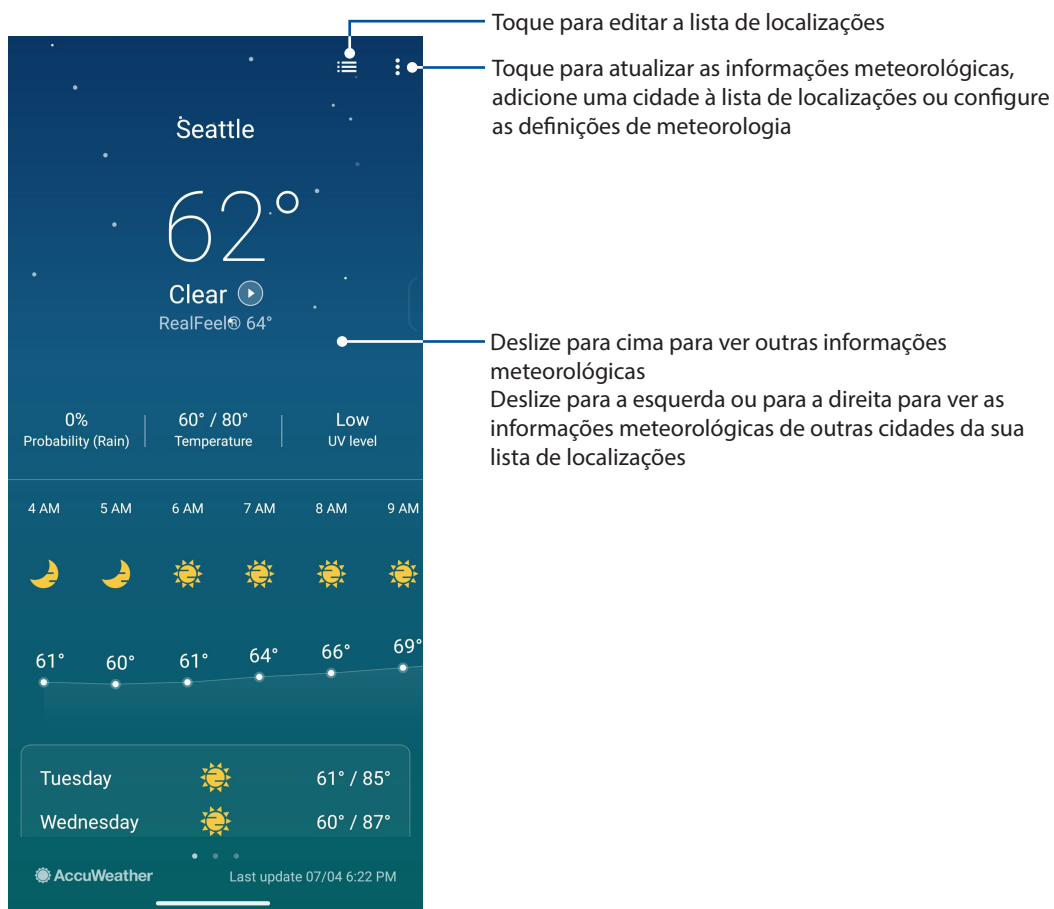 Toque para editar a lista de localizações
Toque para atualizar as informações meteorológicas,
adicione uma cidade à lista de localizações ou configure
as definições de meteorologia
Seattle
62°
Clear
RealFeel® 64°
Deslize para cima para ver outras informações
meteorológicas
Deslize para a esquerda ou para a direita para ver as
informações meteorológicas de outras cidades da sua
lista de localizações
0% 60° / 80° Low
Probability (Rain) Temperature UV level
4 AM 5 AM 6 AM 7 AM 8 AM 9 AM
61° 60° 61° 64° 66° 69°
Tuesday 61° / 85°
Wednesday 60° / 87°
AccuWeather Last update 07/04 6:22 PM